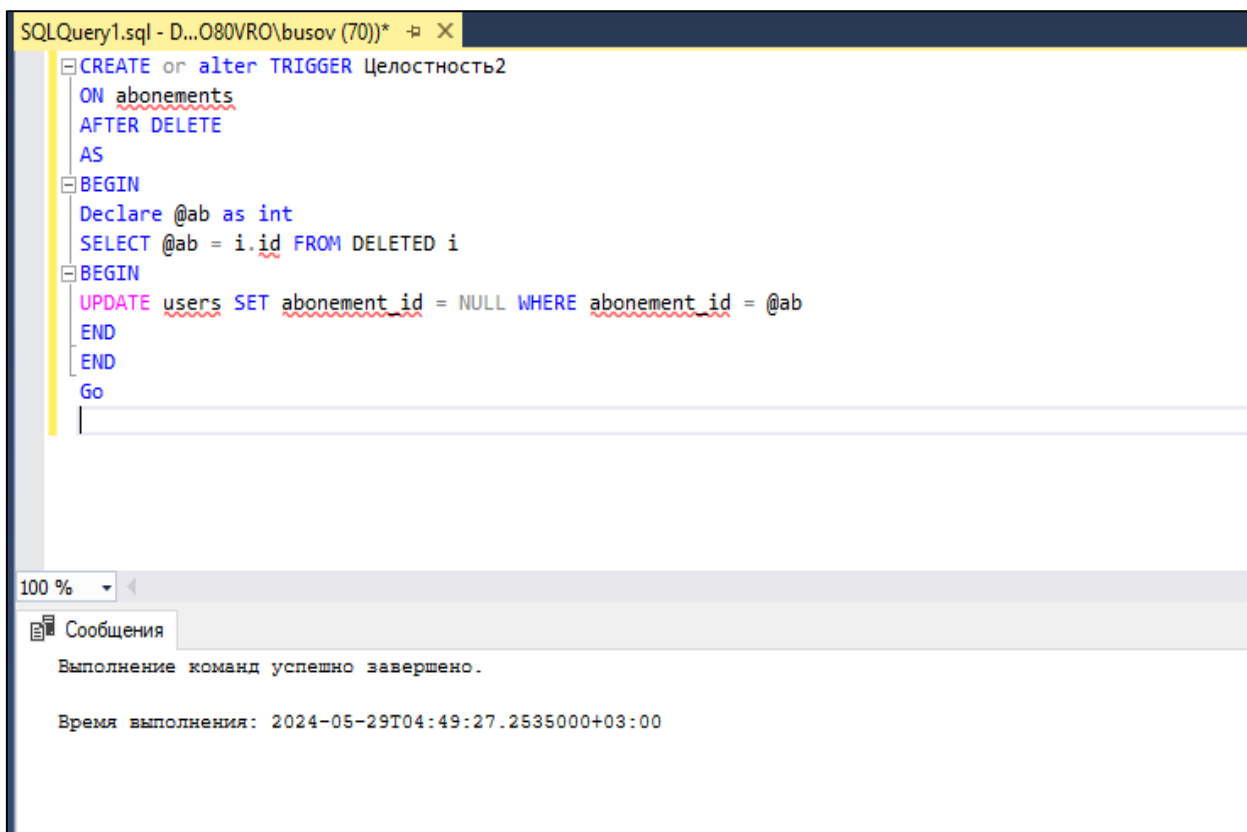 SQLQuery1.sql - D...O80VRO\busov (70))*
CREATE or alter TRIGGER Целостность2
ON abonements
AFTER DELETE
AS
BEGIN
Declare @ab as int
SELECT @ab = i.id FROM DELETED i
BEGIN
UPDATE users SET abonement_id = NULL WHERE abonement_id = @ab
END
END
Go
100 %
Сообщения
Выполнение команд успешно завершено.
Время выполнения: 2024-05-29T04:49:27.2535000+03:00